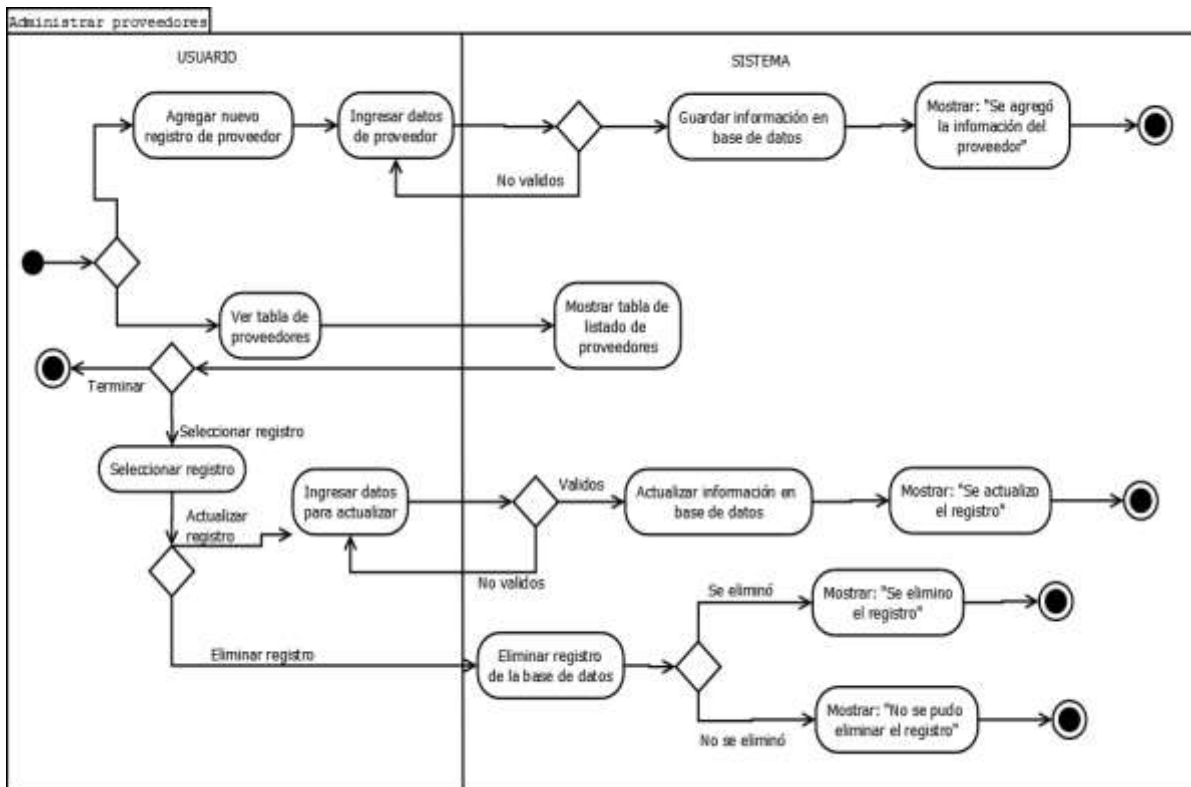 Administrar proveedores
USUARIO
SISTEMA
Agregar nuevo
registro de proveedor
Ingresar datos
de proveedor
Guardar información en
base de datos
Mostrar: "Se agregó
la infomación del
proveedor"
No validos
Ver tabla de
proveedores
Mostrar tabla de
listado de
proveedores
Terminar
Seleccionar registro
Seleccionar registro
Actualizar
registro
Ingresar datos
para actualizar
Validos
Actualizar información en
base de datos
Mostrar: "Se actualizo
el registro"
No validos
Se eliminó
Mostrar: "Se elimino
el registro"
Eliminar registro
Eliminar registro
de la base de datos
Mostrar: "No se pudo
eliminar el registro"
No se eliminó